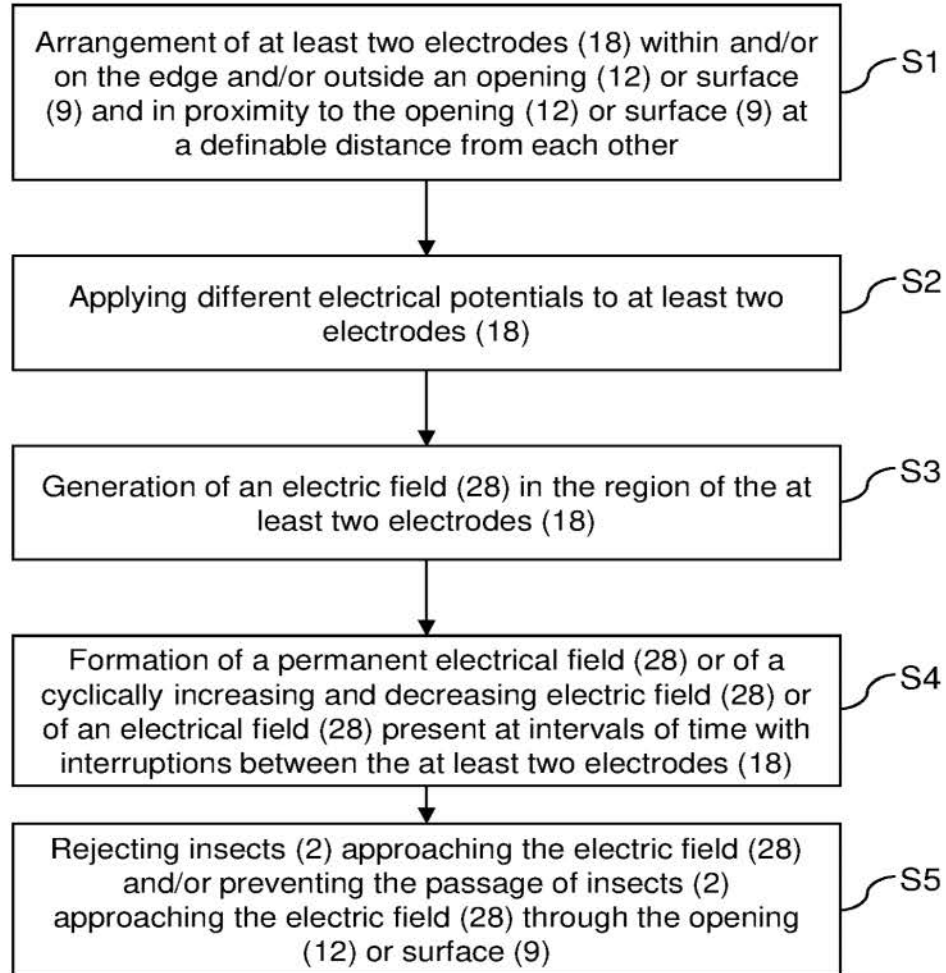 Arrangement of at least two electrodes (18) within and/or
on the edge and/or outside an opening (12) or surface
(9) and in proximity to the opening (12) or surface (9) at
a definable distance from each other
S1
Applying different electrical potentials to at least two
electrodes (18)
S2
Generation of an electric field (28) in the region of the at
least two electrodes (18)
S3
Formation of a permanent electrical field (28) or of a
cyclically increasing and decreasing electric field (28) or
of an electrical field (28) present at intervals of time with
interruptions between the at least two electrodes (18)
S4
Rejecting insects (2) approaching the electric field (28)
and/or preventing the passage of insects (2)
approaching the electric field (28) through the opening
(12) or surface (9)
S5